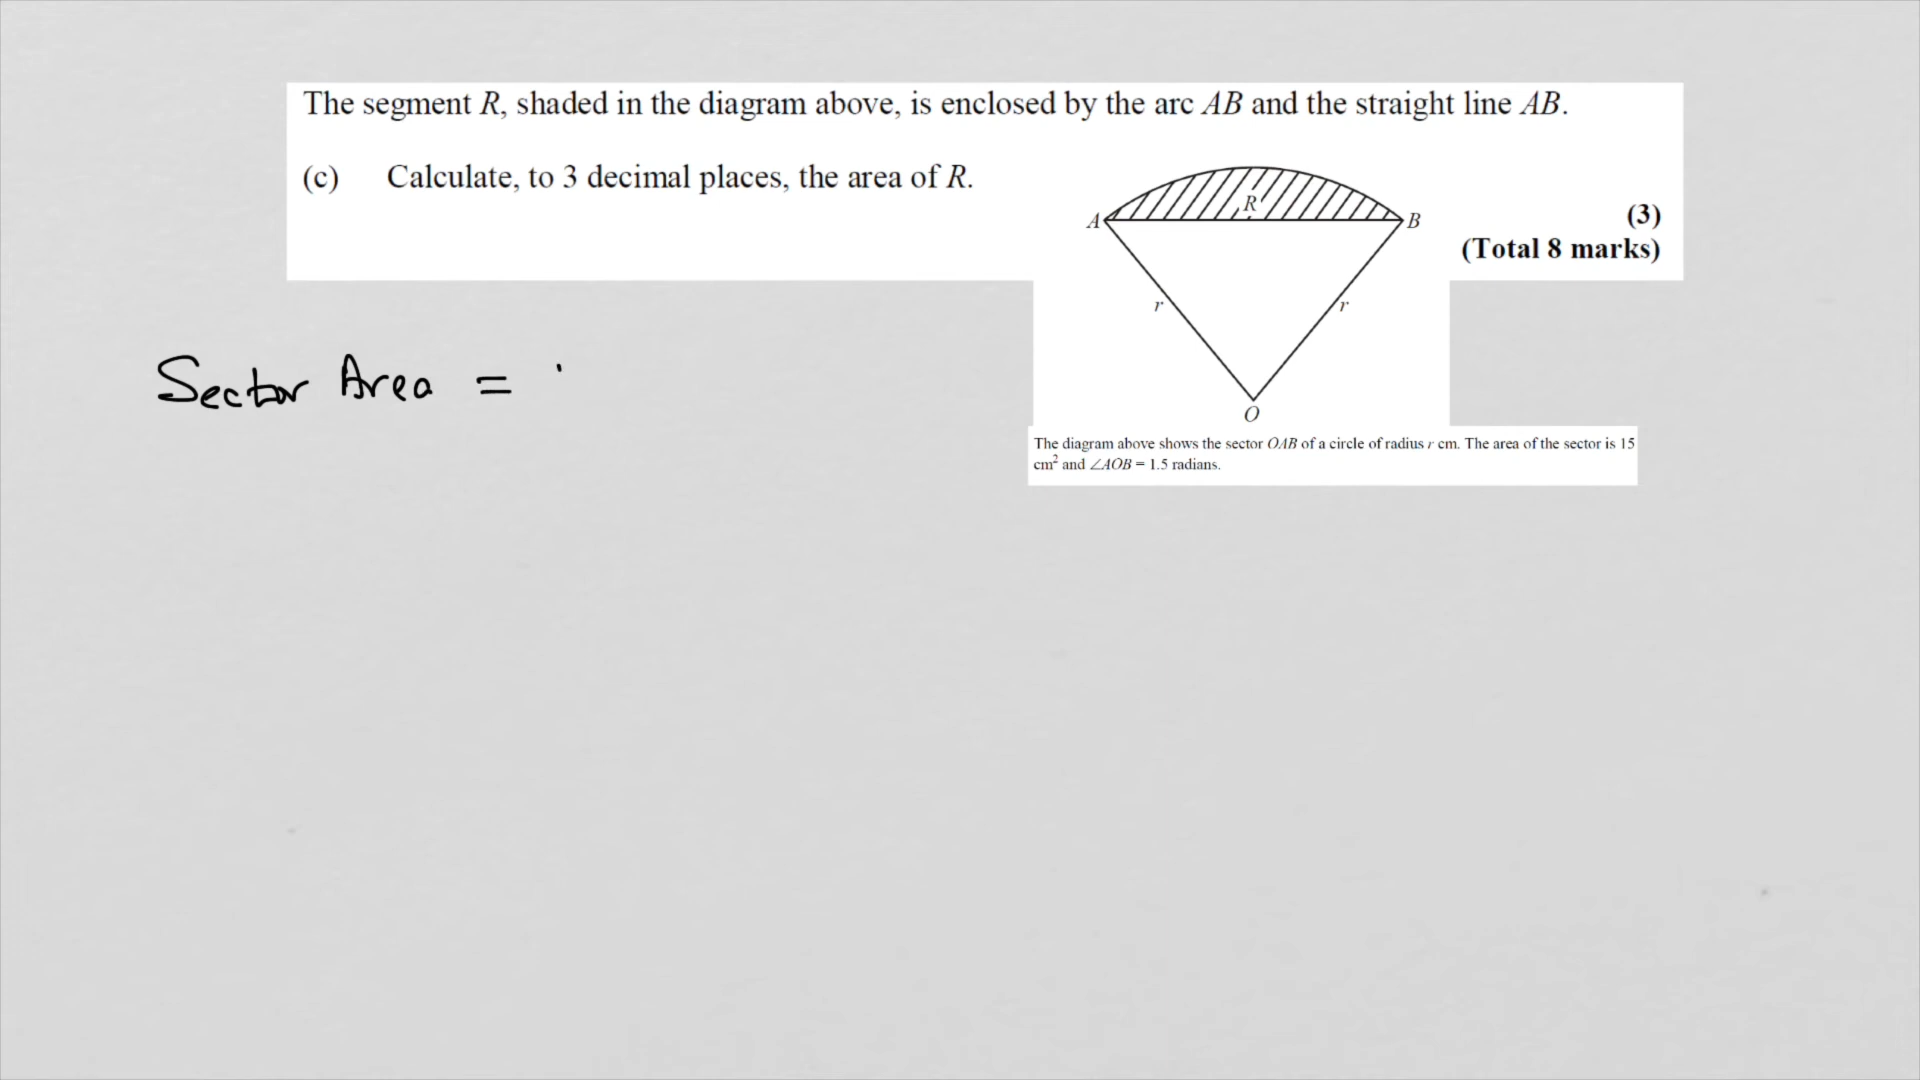 The segment R, shaded in the diagram above, is enclosed by the arc AB and the straight line AB.
(c) Calculate, to 3 decimal places, the area of R.
R
A
B
(3)
(Total 8 marks)
r
r
Sector Area =
O
The diagram above shows the sector OAB of a circle of radius r cm. The area of the sector is 15
cm² and ∠AOB = 1.5 radians.